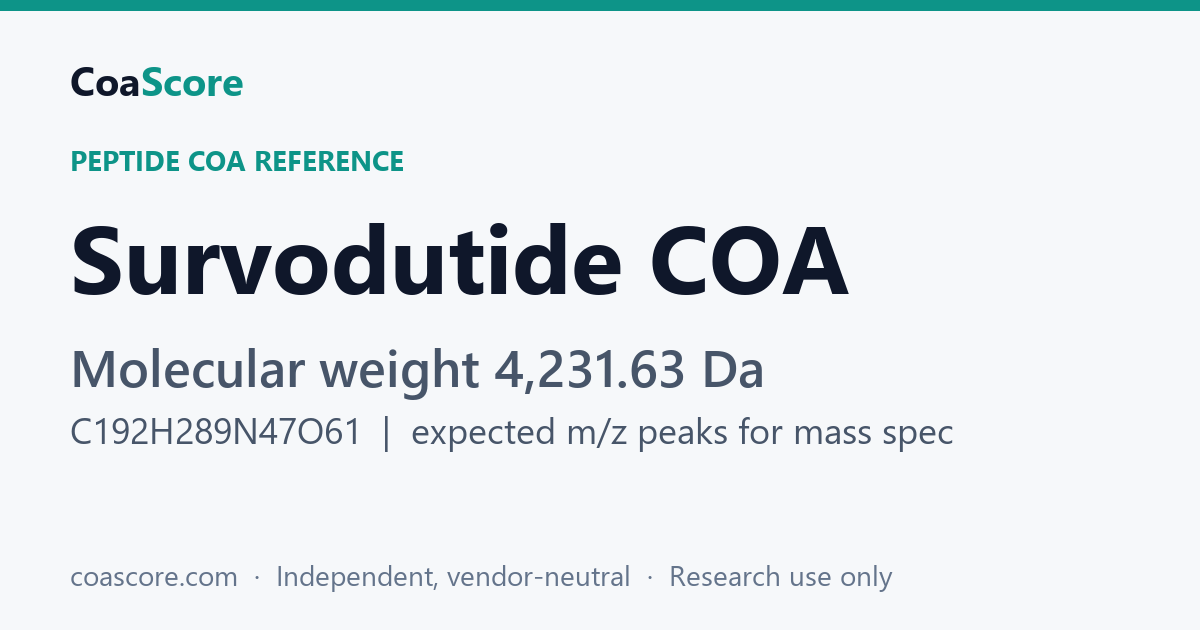 CoaScore
PEPTIDE COA REFERENCE
Survodutide COA
Molecular weight 4,231.63 Da
C192H289N47O61 | expected m/z peaks for mass spec
coascore.com · Independent, vendor-neutral · Research use only